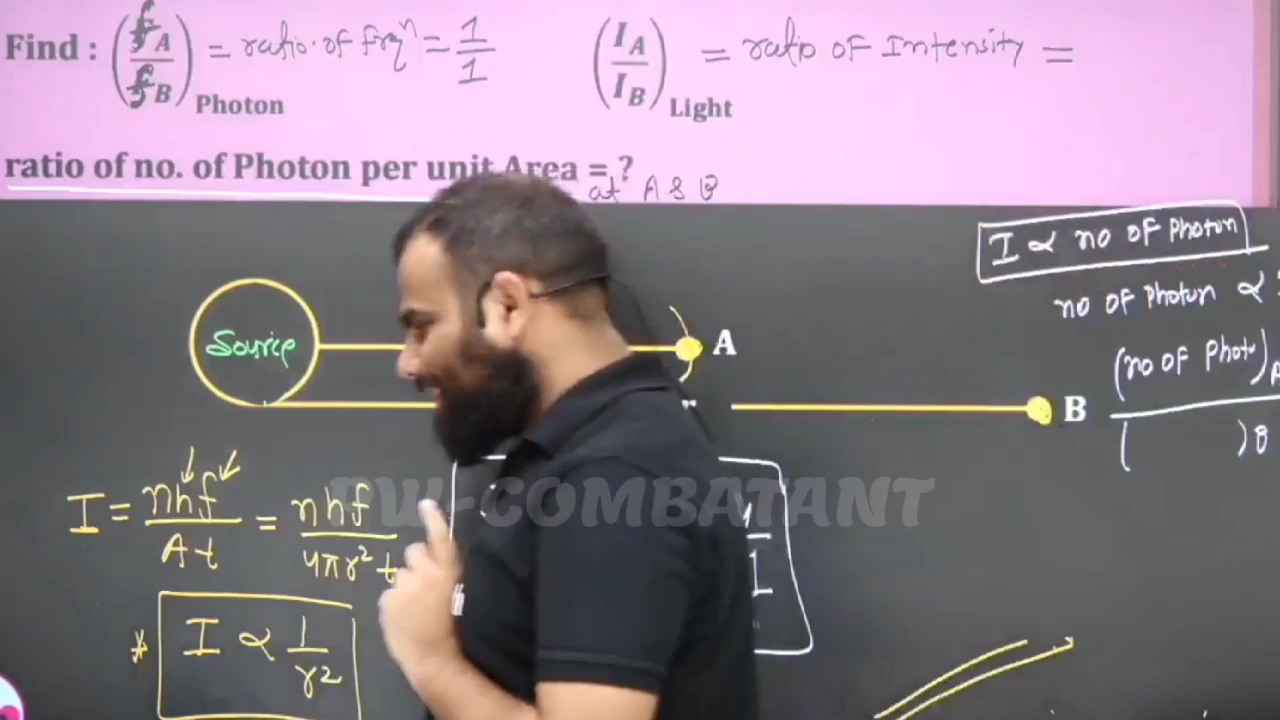 Find : (fA/fB)Photon = ratio of frqn = 1/1
(IA/IB)Light = ratio of Intensity =
ratio of no. of Photon per unit Area = ?
at A & B
I ∝ no of Photon
no of Photon ∝
(no of Photo)
( )B
Source
A
B
I = nhf/At = nhf/4πr²t
* I ∝ 1/r²
PW-COMBATANT